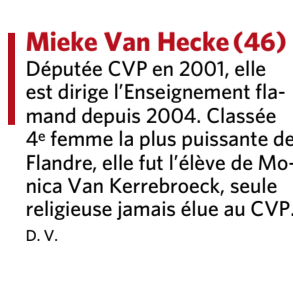 Mieke Van Hecke (46)
Députée CVP en 2001, elle
est dirige l’Enseignement fla-
mand depuis 2004. Classée
4e femme la plus puissante de
Flandre, elle fut l’élève de Mo-
nica Van Kerrebroeck, seule
religieuse jamais élue au CVP.
D. V.